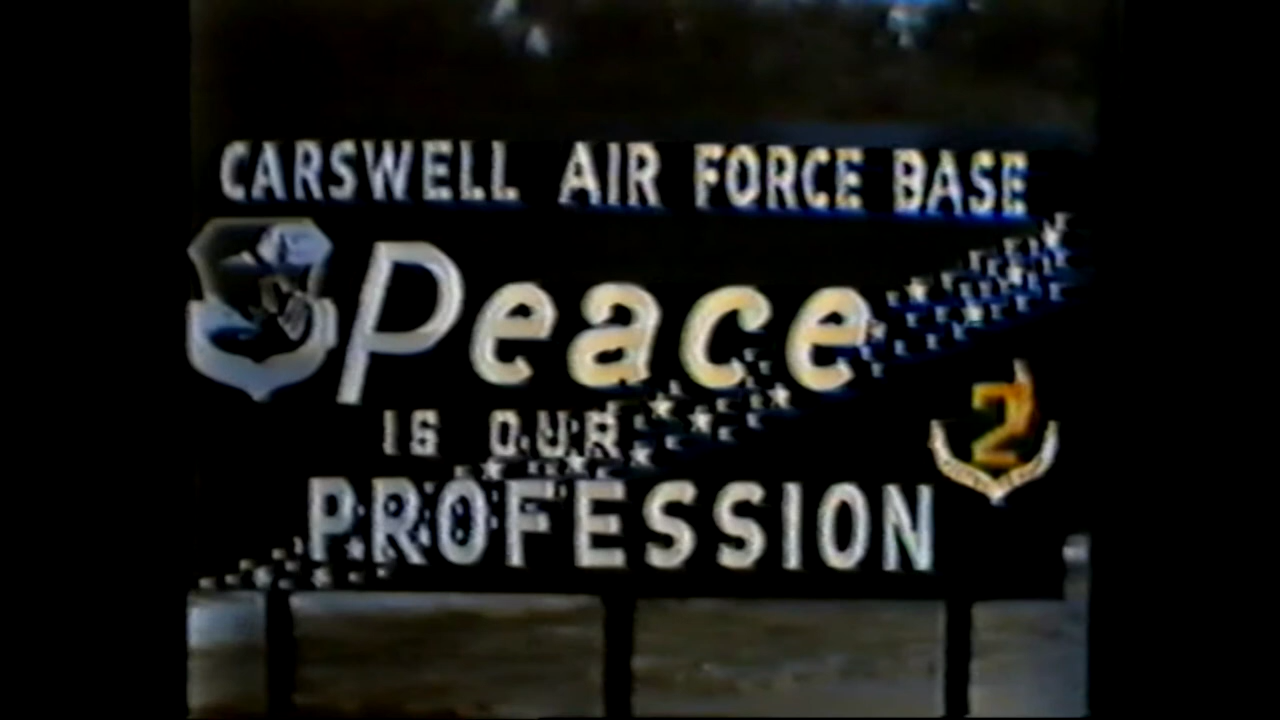 CARSWELL AIR FORCE BASE
Peace
IS OUR
PROFESSION
2